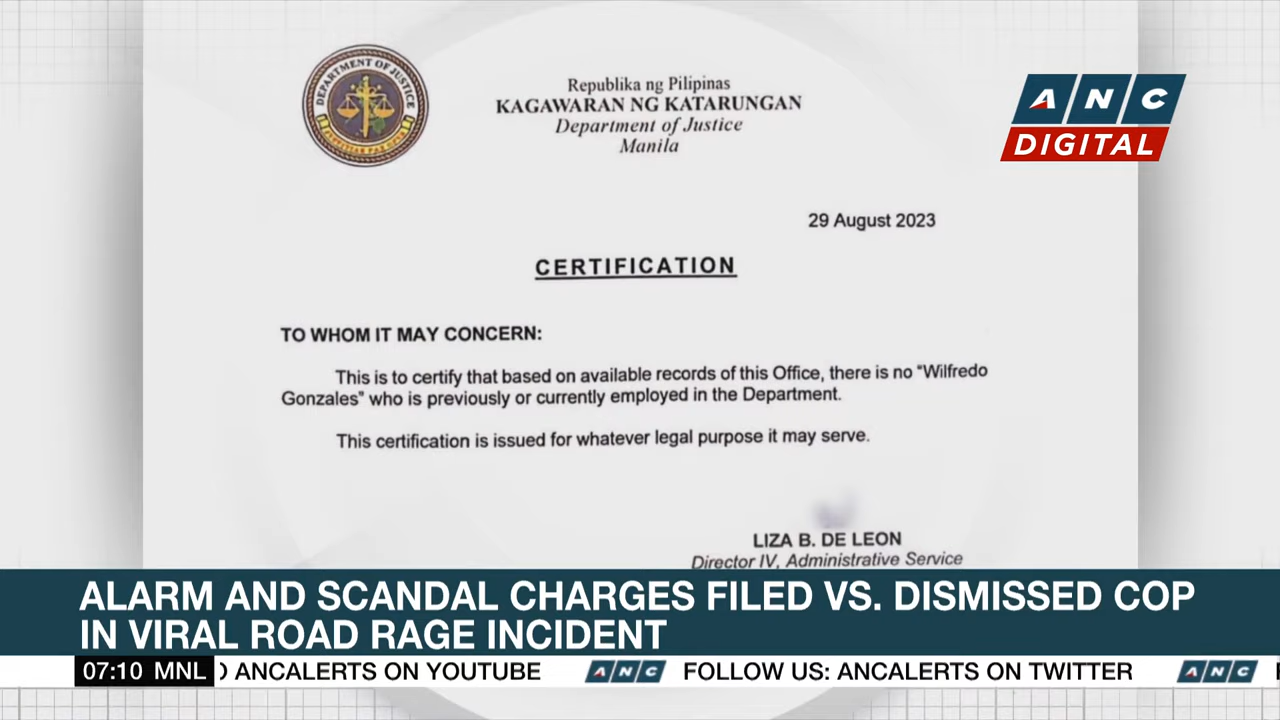 DEPARTMENT OF JUSTICE
Republika ng Pilipinas
KAGAWARAN NG KATARUNGAN
Department of Justice
Manila
ANC
DIGITAL
29 August 2023
CERTIFICATION
TO WHOM IT MAY CONCERN:
This is to certify that based on available records of this Office, there is no "Wilfredo
Gonzales" who is previously or currently employed in the Department.
This certification is issued for whatever legal purpose it may serve.
LIZA B. DE LEON
Director IV, Administrative Service
ALARM AND SCANDAL CHARGES FILED VS. DISMISSED COP
IN VIRAL ROAD RAGE INCIDENT
07:10 MNL ANCALERTS ON YOUTUBE ANC FOLLOW US: ANCALERTS ON TWITTER ANC